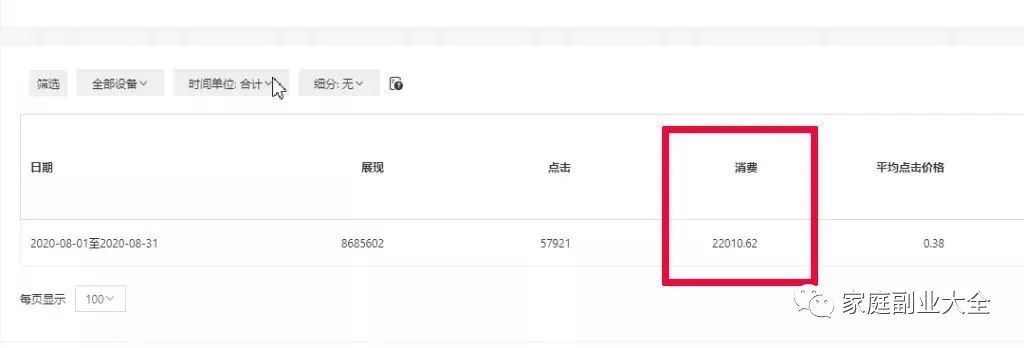 筛选 全部设备 时间单位: 合计 细分: 无
日期 展现 点击 消费 平均点击价格
2020-08-01至2020-08-31 8685602 57921 22010.62 0.38
每页显示 100
家庭副业大全